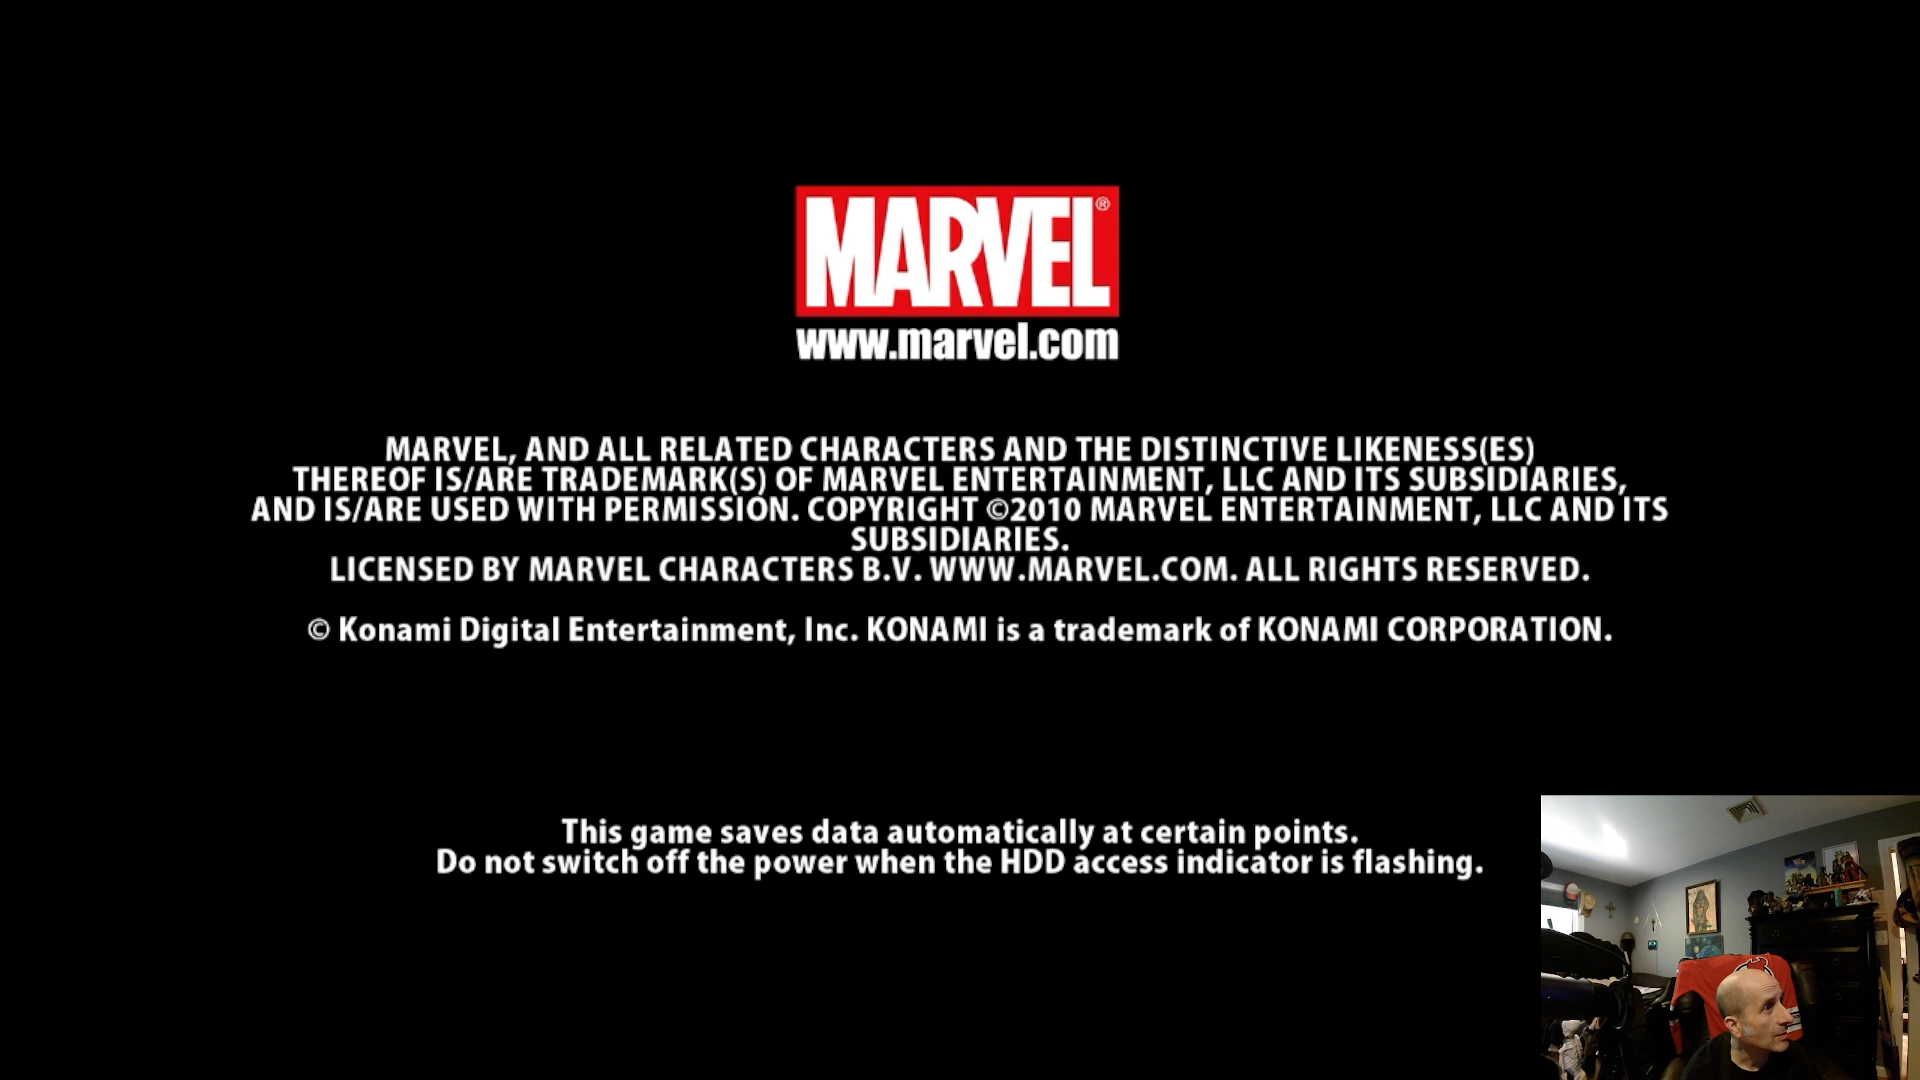 MARVEL®
www.marvel.com
MARVEL, AND ALL RELATED CHARACTERS AND THE DISTINCTIVE LIKENESS(ES)
THEREOF IS/ARE TRADEMARK(S) OF MARVEL ENTERTAINMENT, LLC AND ITS SUBSIDIARIES,
AND IS/ARE USED WITH PERMISSION. COPYRIGHT ©2010 MARVEL ENTERTAINMENT, LLC AND ITS
SUBSIDIARIES.
LICENSED BY MARVEL CHARACTERS B.V. WWW.MARVEL.COM. ALL RIGHTS RESERVED.
© Konami Digital Entertainment, Inc. KONAMI is a trademark of KONAMI CORPORATION.
This game saves data automatically at certain points.
Do not switch off the power when the HDD access indicator is flashing.